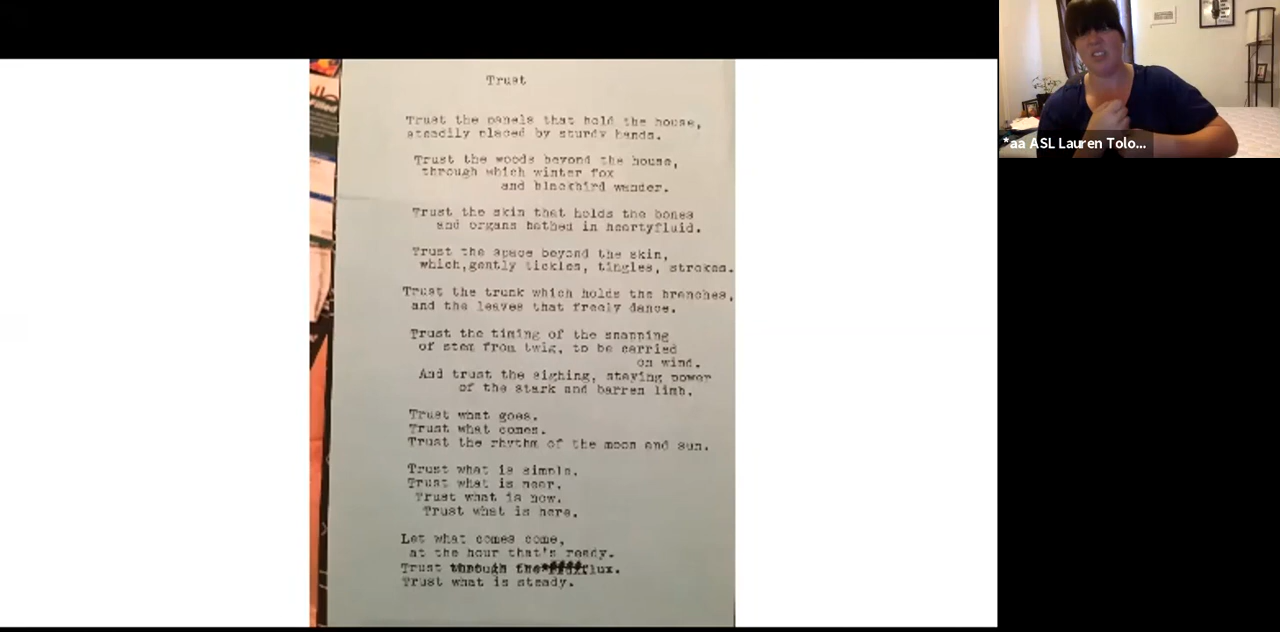 Trust
Trust the panels that hold the house,
steadily placed by sturdy hands.
Trust the woods beyond the house,
through which winter fox
and blackbird wander.
Trust the skin that holds the bones
and organs bathed in heartyfluid.
Trust the space beyond the skin,
which,gently tickles, tingles, strokes.
Trust the trunk which holds the branches,
and the leaves that freely dance.
Trust the timing of the snapping
of stem from twig, to be carried
on wind.
And trust the sighing, staying power
of the stark and barren limb.
Trust what goes.
Trust what comes.
Trust the rhythm of the moon and sun.
Trust what is simple.
Trust what is near.
Trust what is now.
Trust what is here.
Let what comes come,
at the hour that's ready.
Trust through the flux.
Trust what is steady.
*aa ASL Lauren Tolo...